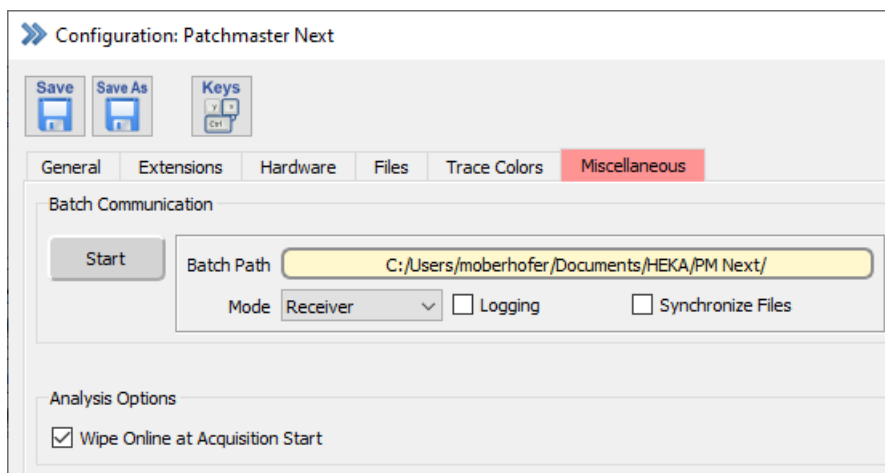 Configuration: Patchmaster Next
Save Save As Keys
y x
Ctrl
General Extensions Hardware Files Trace Colors Miscellaneous
Batch Communication
Start
Batch Path C:/Users/moberhofer/Documents/HEKA/PM Next/
Mode Receiver Logging Synchronize Files
Analysis Options
Wipe Online at Acquisition Start